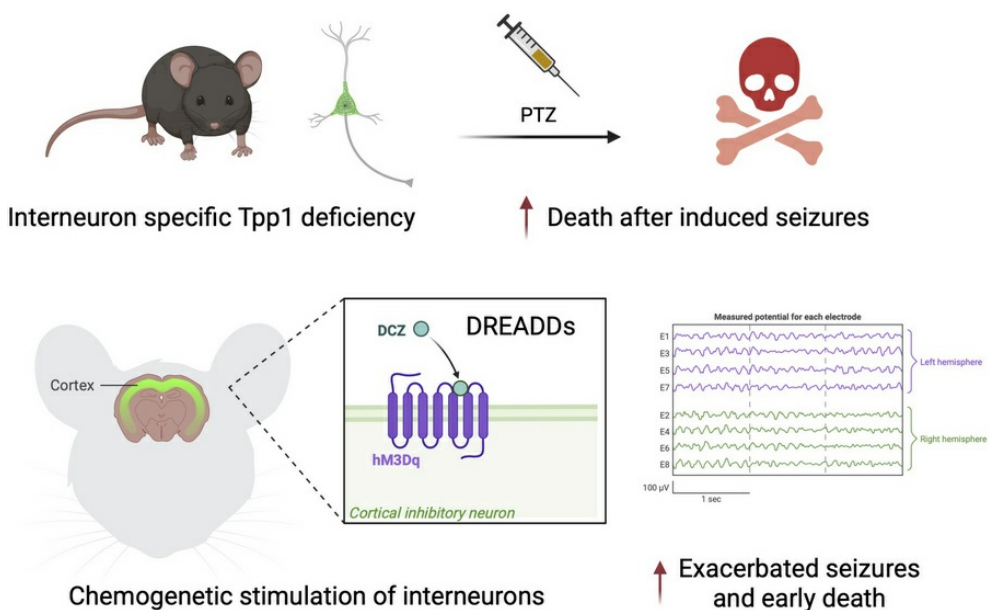 PTZ
Interneuron specific Tpp1 deficiency
Death after induced seizures
Cortex
DCZ
DREADDs
hM3Dq
Cortical inhibitory neuron
Measured potential for each electrode
E1
E3
E5
E7
Left hemisphere
E2
E4
E6
E8
Right hemisphere
100 µV
1 sec
Chemogenetic stimulation of interneurons
Exacerbated seizures
and early death